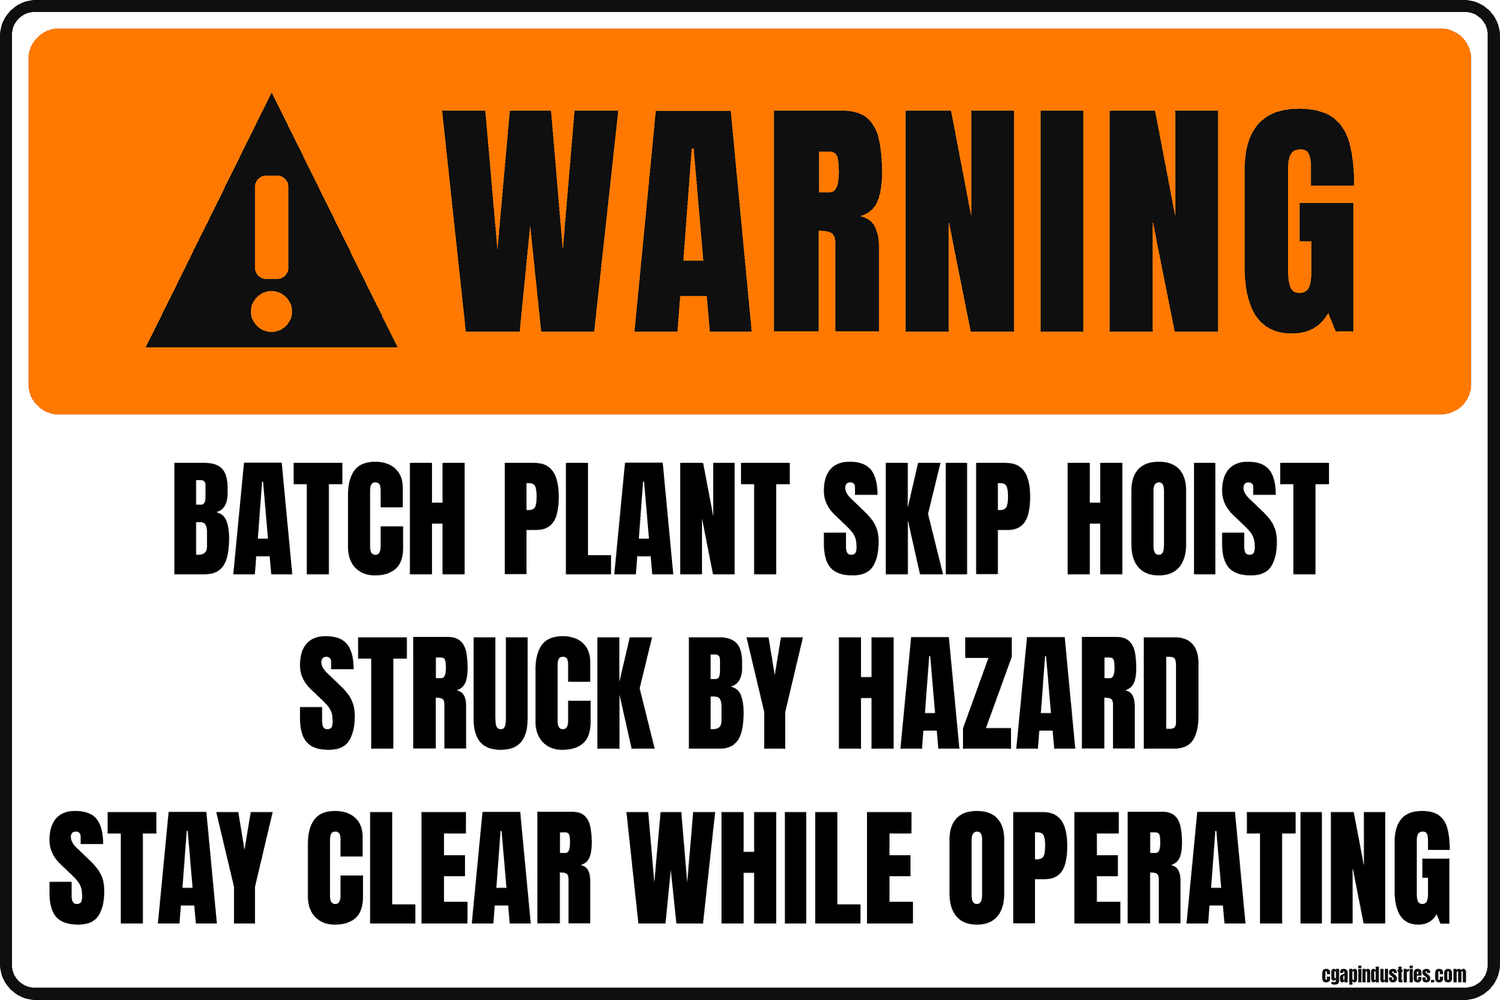 WARNING
BATCH PLANT SKIP HOIST
STRUCK BY HAZARD
STAY CLEAR WHILE OPERATING
cgapindustries.com